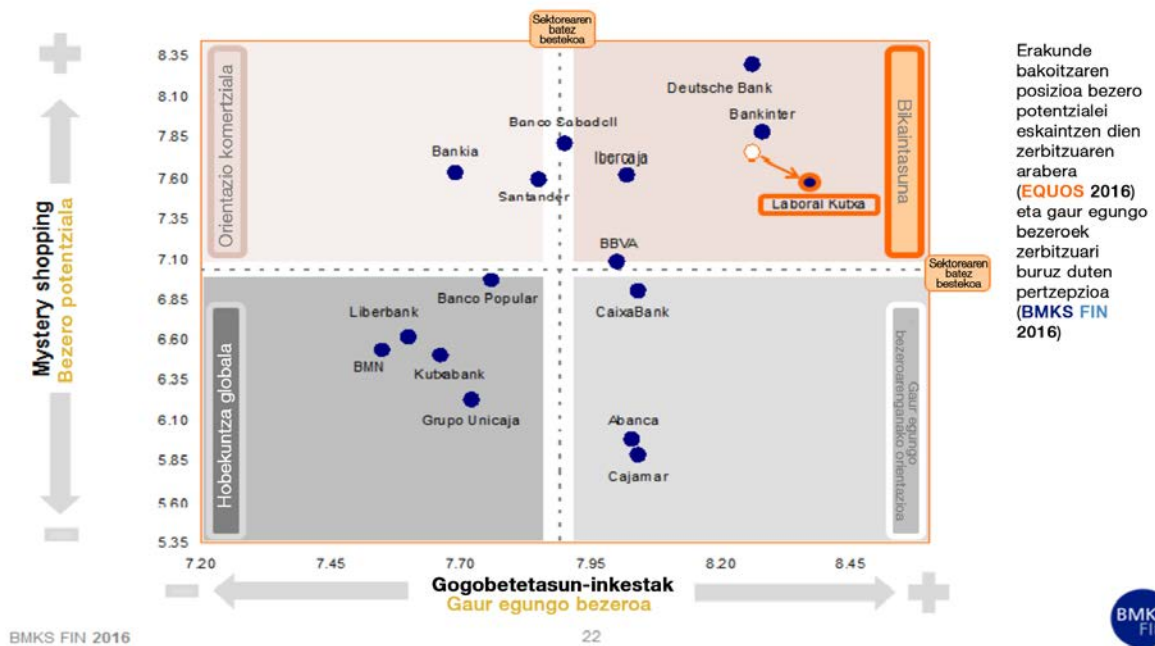 Sektorearen
batez
bestekoa
8.35
8.10
7.85
7.60
7.35
7.10
6.85
6.60
6.35
6.10
5.85
5.60
5.35
Mystery shopping
Bezero potentziala
Orientazio komertziala
Hobekuntza globala
Bikaintasuna
Gaur egungo
bezeroarenganako orientazioa
Deutsche Bank
Bankinter
Banco Sabadell
Bankia
Ibercaja
Santander
Laboral Kutxa
BBVA
Sektorearen
batez
bestekoa
Banco Popular
CaixaBank
Liberbank
BMN
Kutxabank
Grupo Unicaja
Abanca
Cajamar
7.20
7.45
7.70
7.95
8.20
8.45
Gogobetetasun-inkestak
Gaur egungo bezeroa
Erakunde
bakoitzaren
posizioa bezero
potentzialei
eskaintzen dien
zerbitzuaren
arabera
(EQUOS 2016)
eta gaur egungo
bezeroek
zerbitzuari
buruz duten
pertzepzioa
(BMKS FIN
2016)
BMKS FIN 2016
22